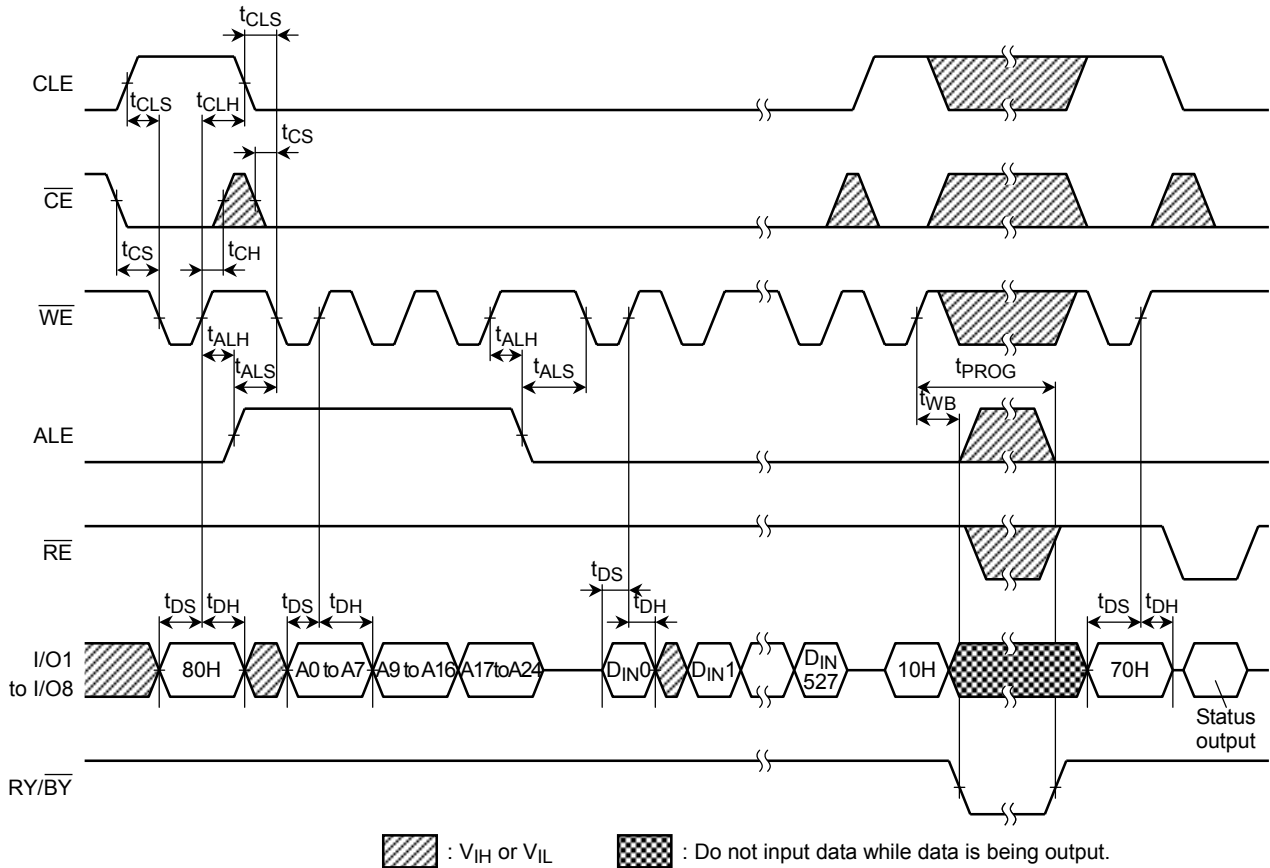 tCLS
CLE
tCLS tCLH
tCS
CE
tCS tCH
WE
tALH tALS tALH tALS tPROG
tWB
ALE
RE
tDS tDH tDS tDH tDS tDH tDS tDH
I/O1
to I/O8
80H A0 to A7 A9 to A16 A17 to A24 DIN0 DIN1 DIN
527 10H 70H
Status
output
RY/BY
: VIH or VIL : Do not input data while data is being output.